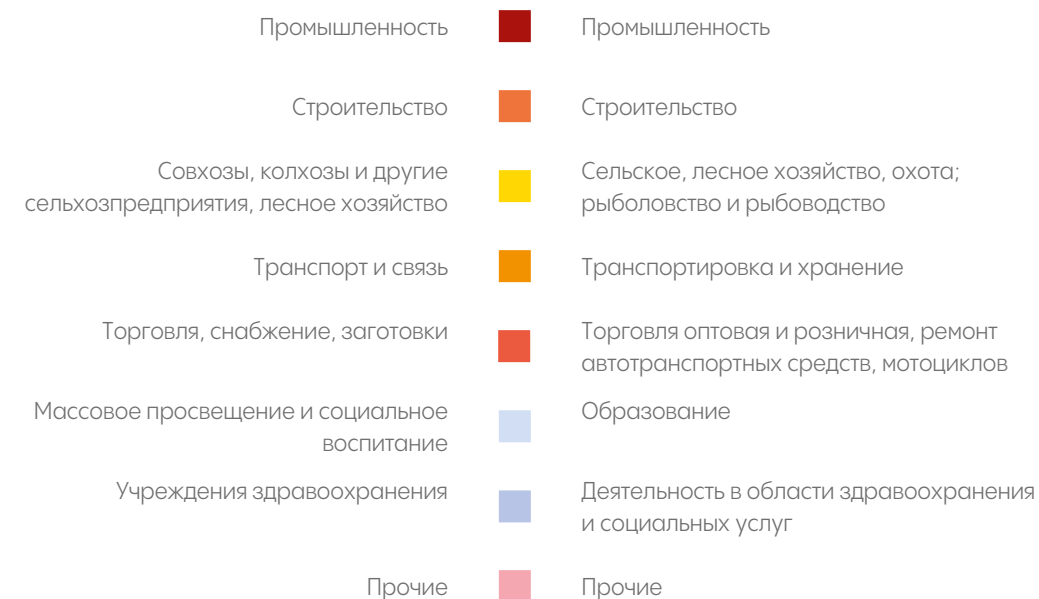 Промышленность
Промышленность
Строительство
Строительство
Совхозы, колхозы и другие
сельхозпредприятия, лесное хозяйство
Сельское, лесное хозяйство, охота;
рыболовство и рыбоводство
Транспорт и связь
Транспортировка и хранение
Торговля, снабжение, заготовки
Торговля оптовая и розничная, ремонт
автотранспортных средств, мотоциклов
Массовое просвещение и социальное
воспитание
Образование
Учреждения здравоохранения
Деятельность в области здравоохранения
и социальных услуг
Прочие
Прочие